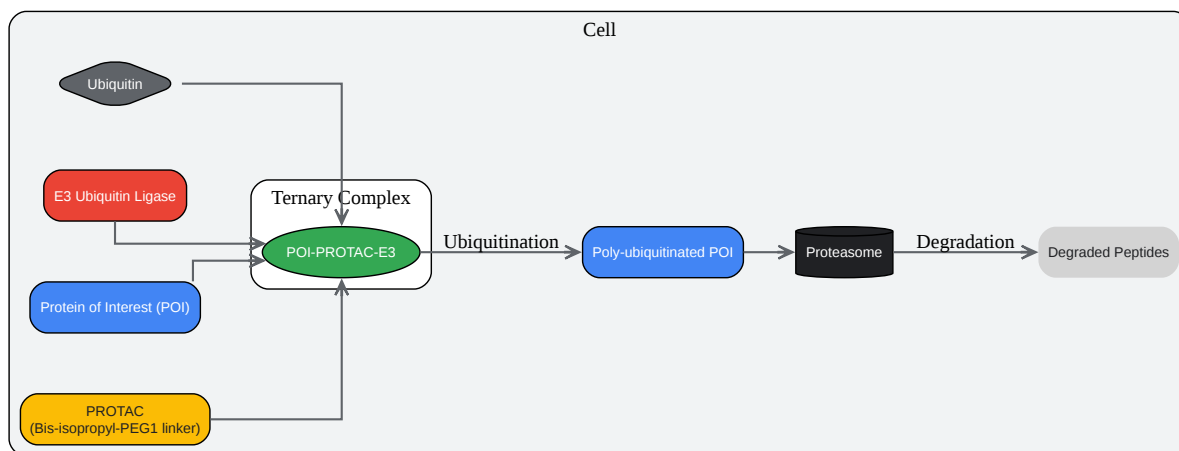 Cell
Ubiquitin
E3 Ubiquitin Ligase
Ternary Complex
POI-PROTAC-E3
Ubiquitination
Poly-ubiquitinated POI
Proteasome
Degradation
Degraded Peptides
Protein of Interest (POI)
PROTAC
(Bis-isopropyl-PEG1 linker)